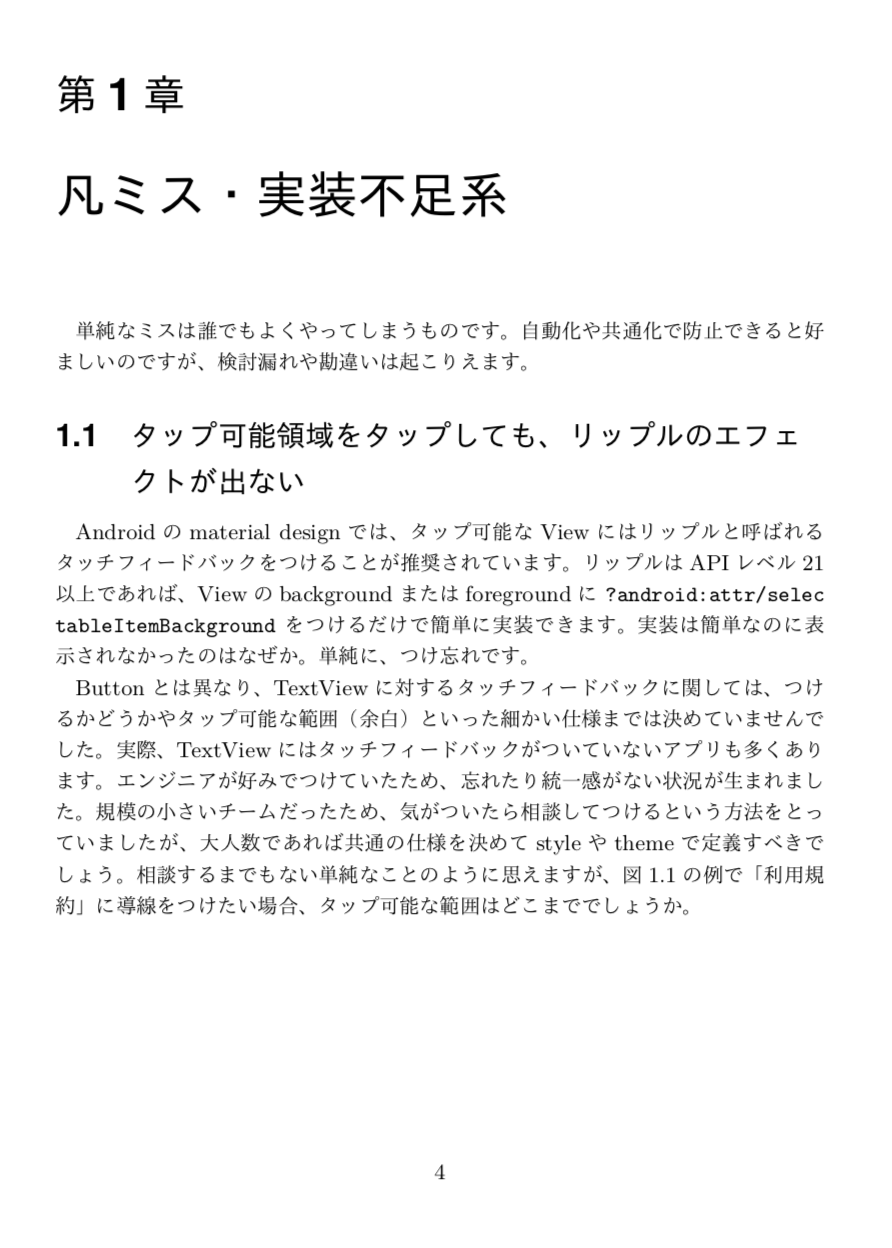 第 1 章
凡ミス・実装不足系
単純なミスは誰でもよくやってしまうものです。自動化や共通化で防止できると好
ましいのですが、検討漏れや勘違いは起こりえます。
1.1 タップ可能領域をタップしても、リップルのエフェ
クトが出ない
Android の material design では、タップ可能な View にはリップルと呼ばれる
タッチフィードバックをつけることが推奨されています。リップルは API レベル 21
以上であれば、View の background または foreground に ?android:attr/selec
tableItemBackground をつけるだけで簡単に実装できます。実装は簡単なのに表
示されなかったのはなぜか。単純に、つけ忘れです。
Button とは異なり、TextView に対するタッチフィードバックに関しては、つけ
るかどうかやタップ可能な範囲（余白）といった細かい仕様までは決めていませんで
した。実際、TextView にはタッチフィードバックがついていないアプリも多くあり
ます。エンジニアが好みでつけていたため、忘れたり統一感がない状況が生まれまし
た。規模の小さいチームだったため、気がついたら相談してつけるという方法をとっ
ていましたが、大人数であれば共通の仕様を決めて style や theme で定義すべきで
しょう。相談するまでもない単純なことのように思えますが、図 1.1 の例で「利用規
約」に導線をつけたい場合、タップ可能な範囲はどこまででしょうか。
4